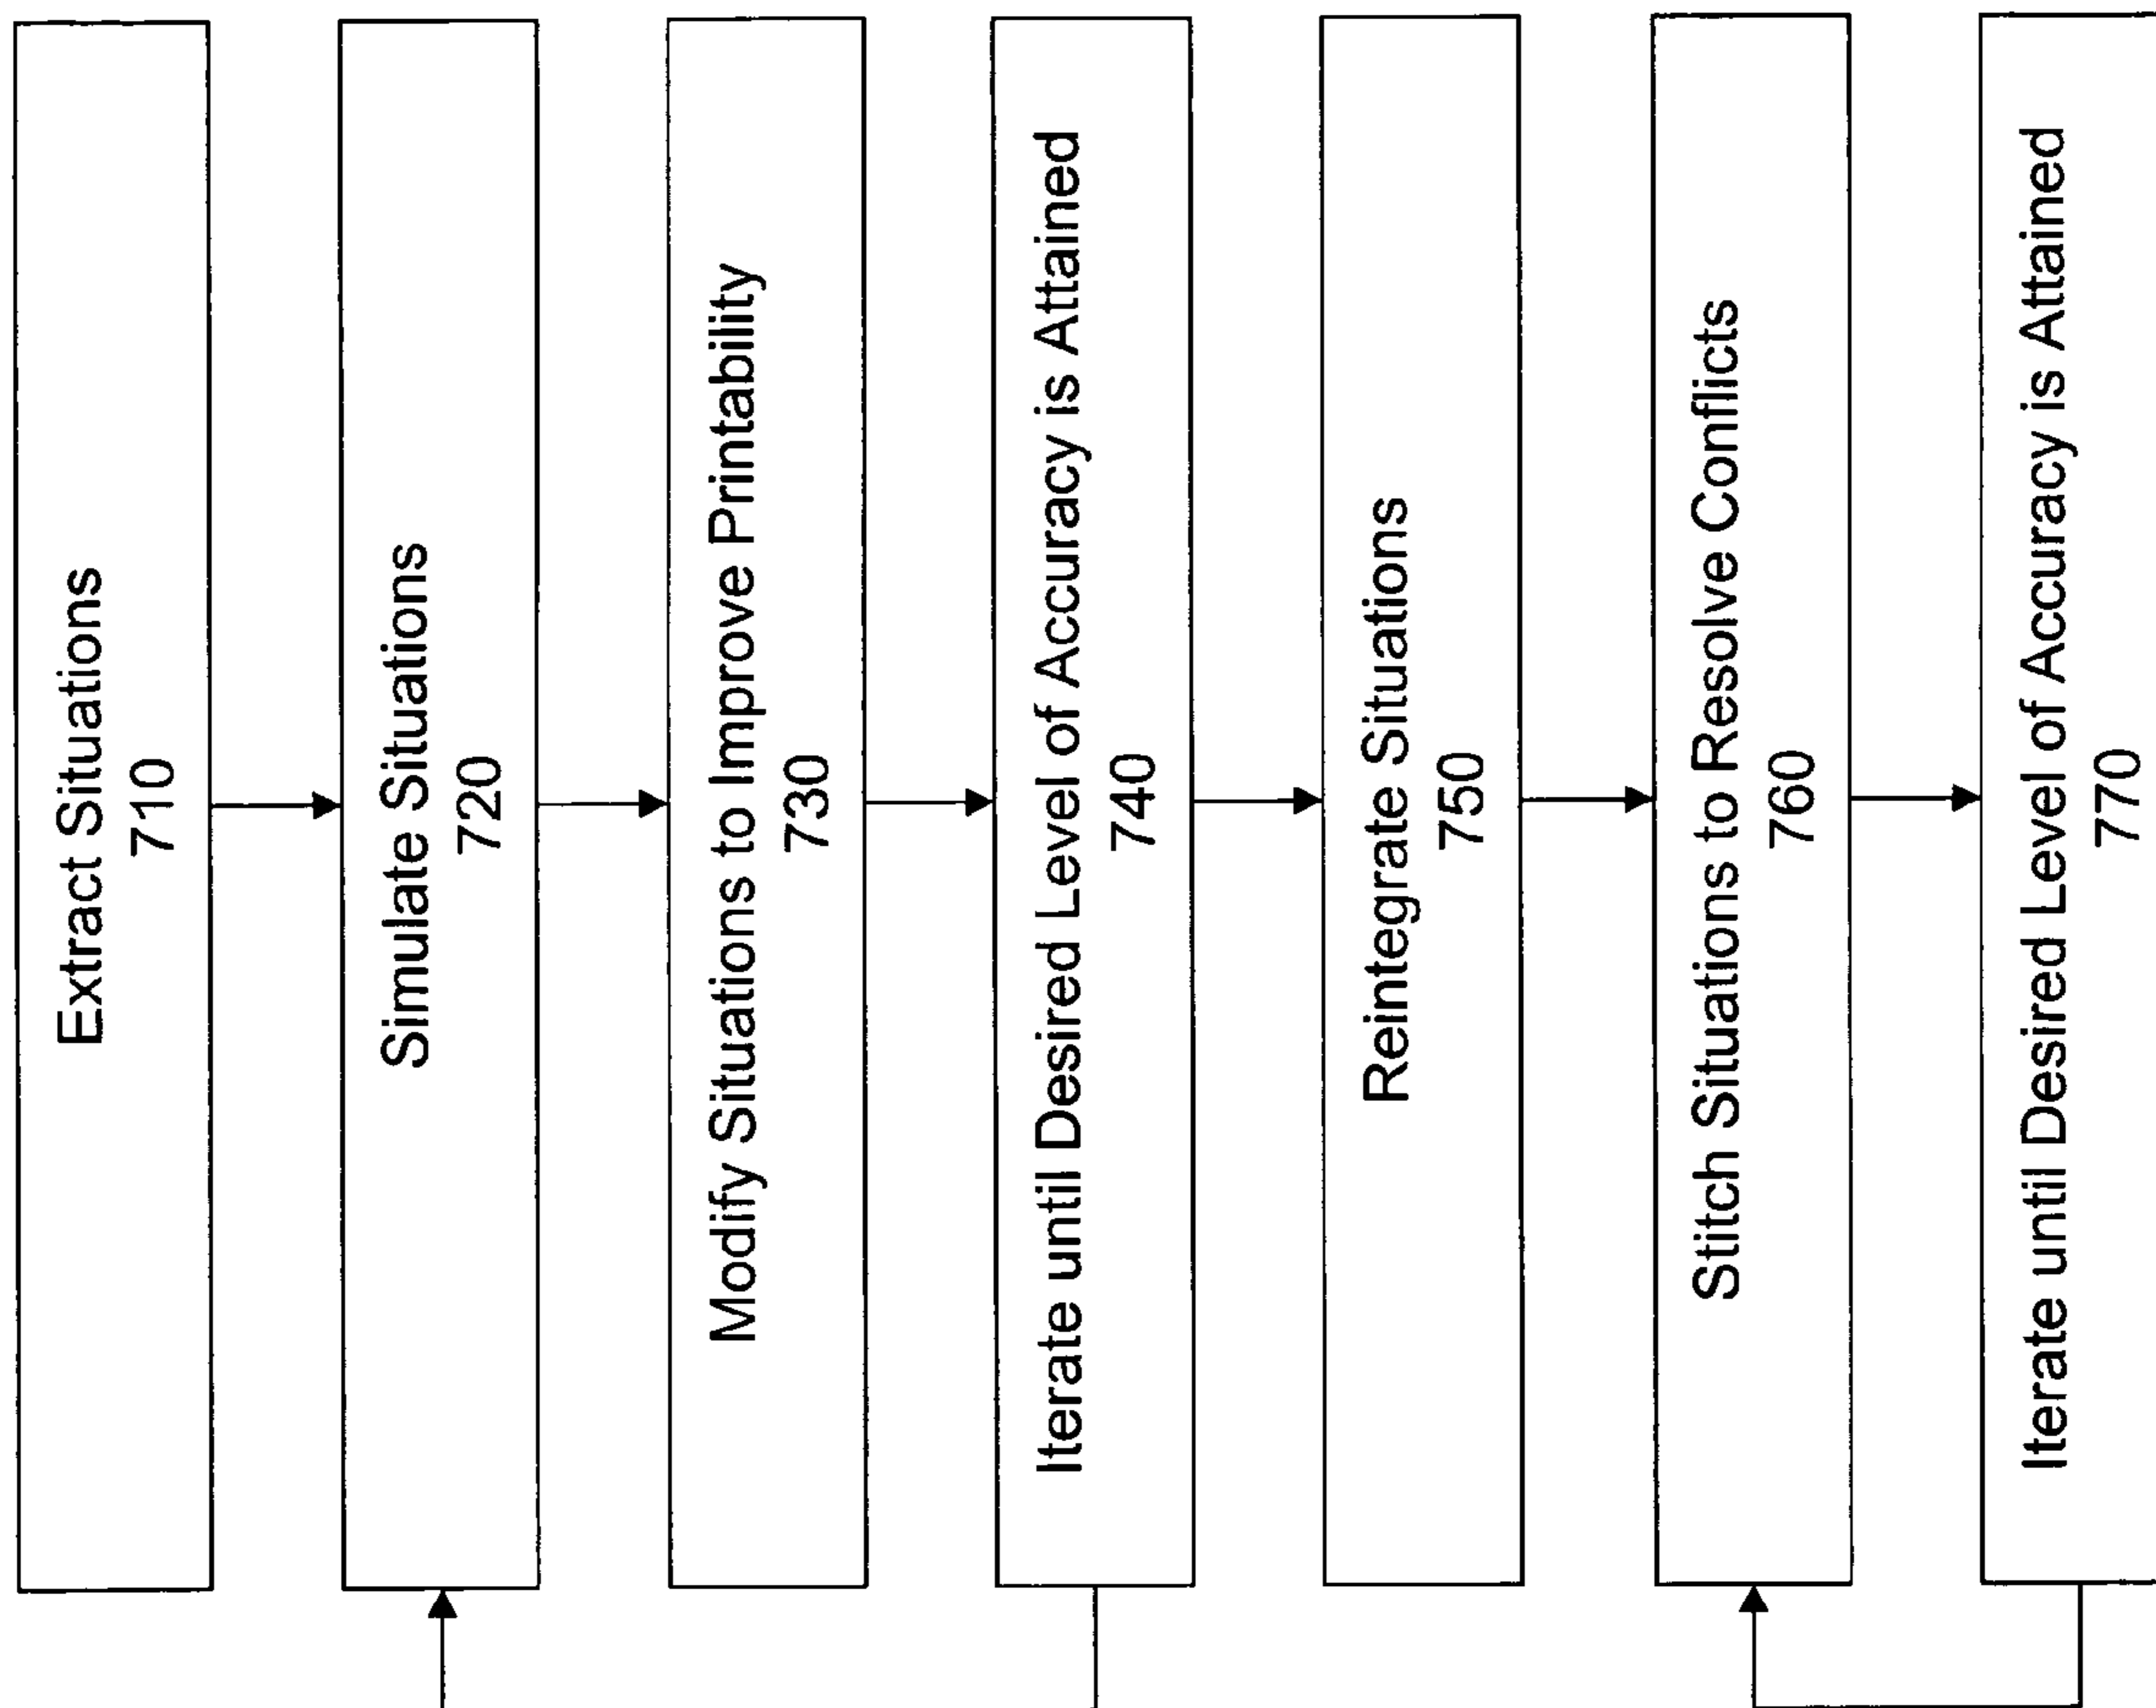 Extract Situations
710
Simulate Situations
720
Modify Situations to Improve Printability
730
Iterate until Desired Level of Accuracy is Attained
740
Reintegrate Situations
750
Stitch Situations to Resolve Conflicts
760
Iterate until Desired Level of Accuracy is Attained
770